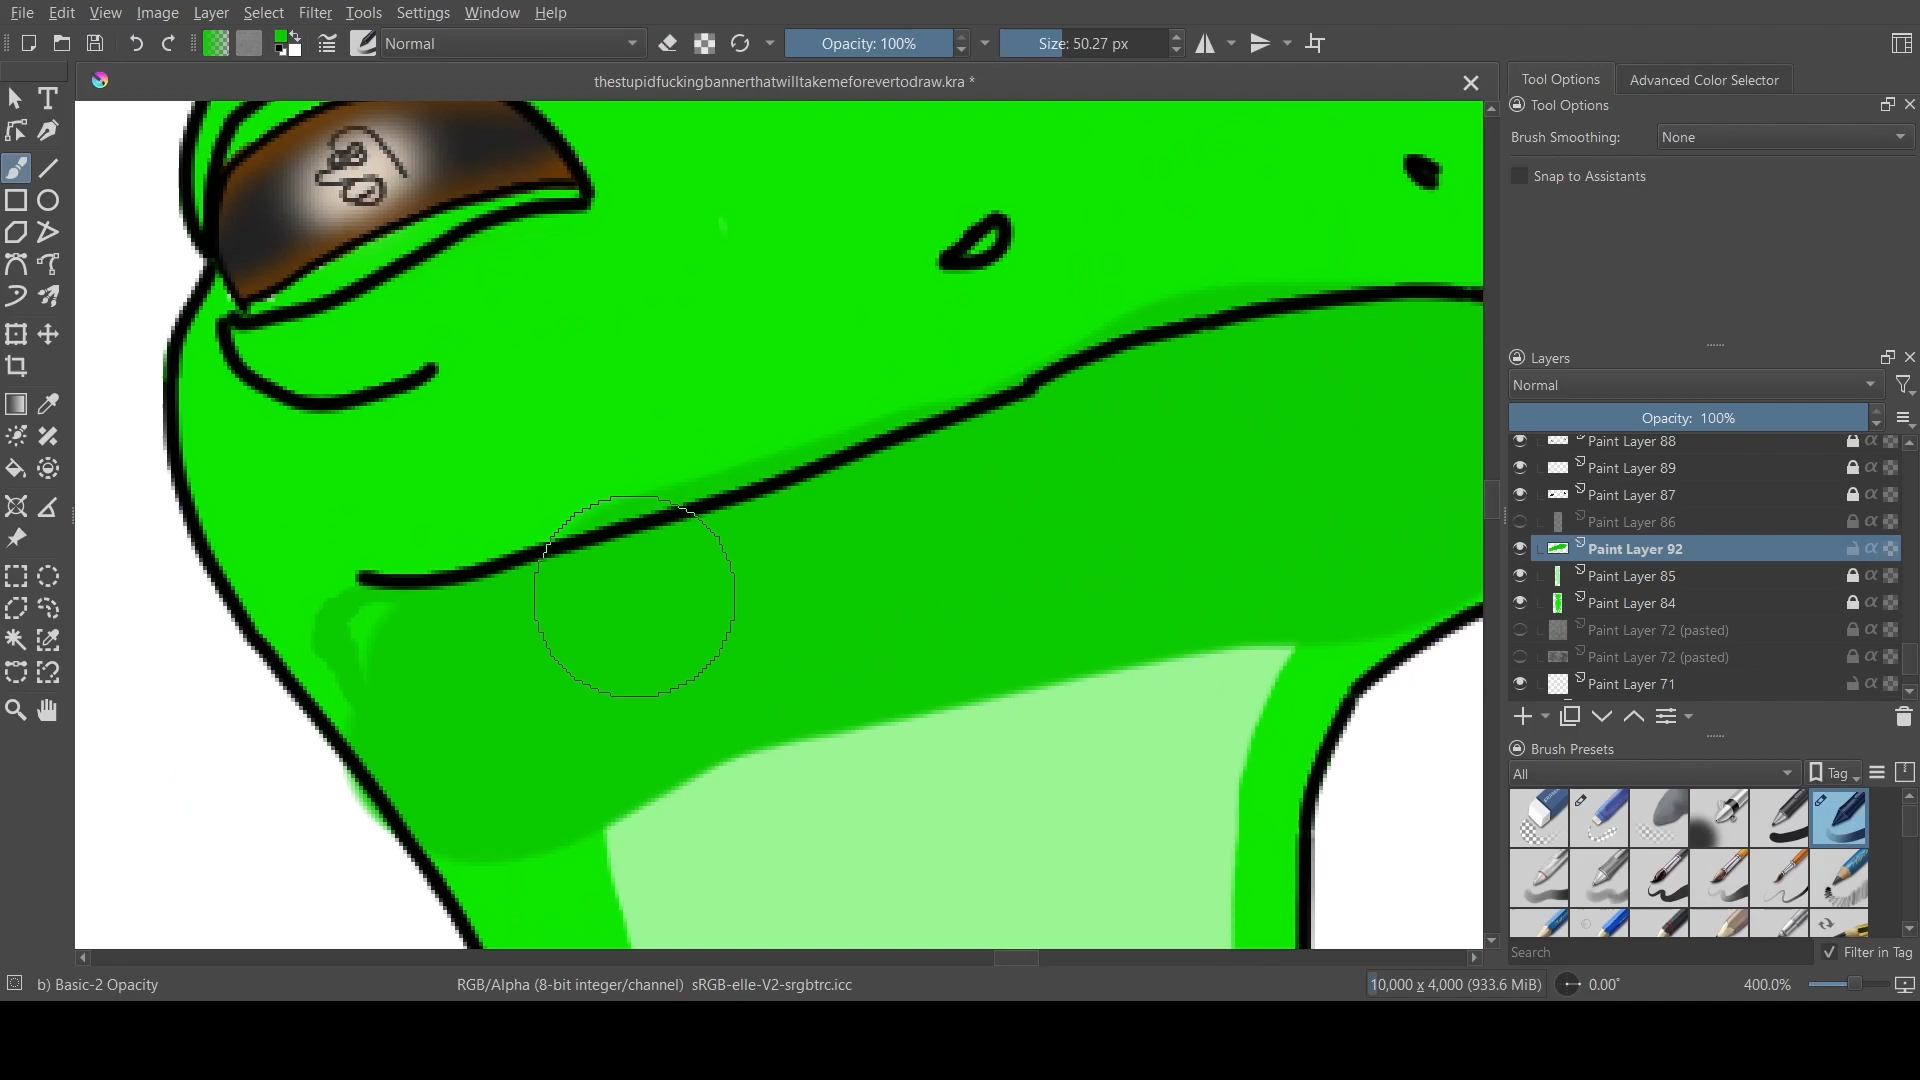 File Edit View Image Layer Select Filter Tools Settings Window Help
Normal
Opacity: 100%
Size: 50.27 px
thestupidfuckingbannerthatwilltakemeforevertodraw.kra *
Tool Options
Advanced Color Selector
Tool Options
Brush Smoothing:
None
Snap to Assistants
Layers
Normal
Opacity: 100%
Paint Layer 88
Paint Layer 89
Paint Layer 87
Paint Layer 86
Paint Layer 92
Paint Layer 85
Paint Layer 84
Paint Layer 72 (pasted)
Paint Layer 72 (pasted)
Paint Layer 71
Brush Presets
All
Tag
Search
Filter in Tag
b) Basic-2 Opacity
RGB/Alpha (8-bit integer/channel) sRGB-elle-V2-srgbtrc.icc
10,000 x 4,000 (933.6 MiB)
0.00°
400.0%